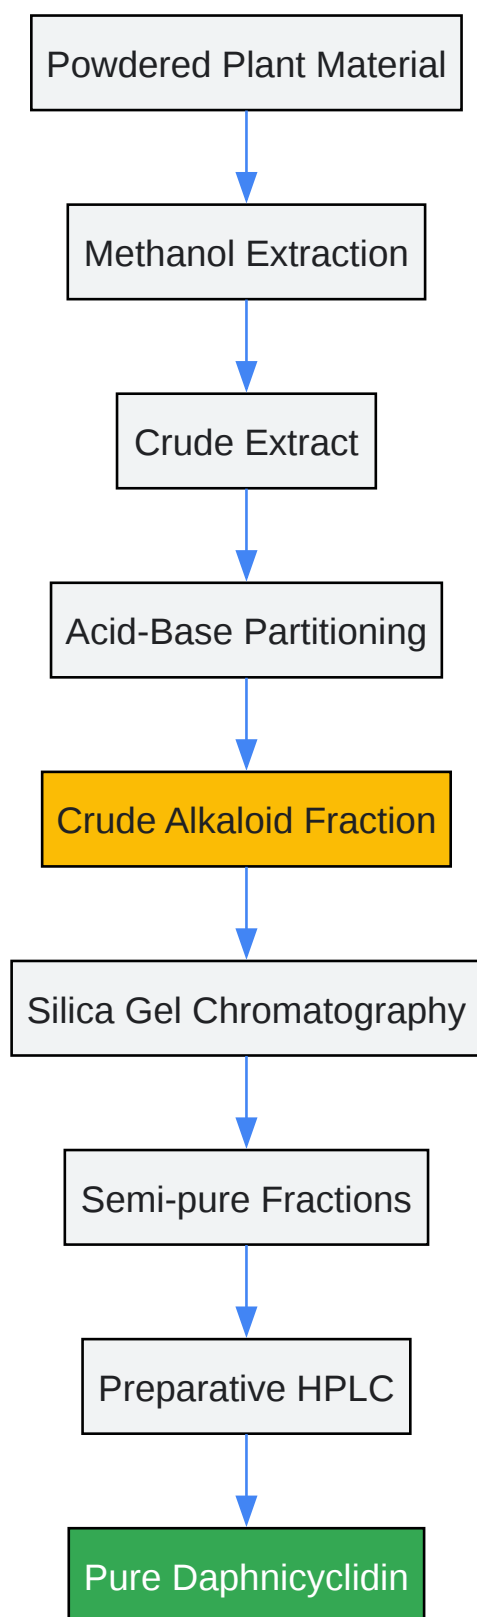 Powdered Plant Material
Methanol Extraction
Crude Extract
Acid-Base Partitioning
Crude Alkaloid Fraction
Silica Gel Chromatography
Semi-pure Fractions
Preparative HPLC
Pure Daphnicyclidin